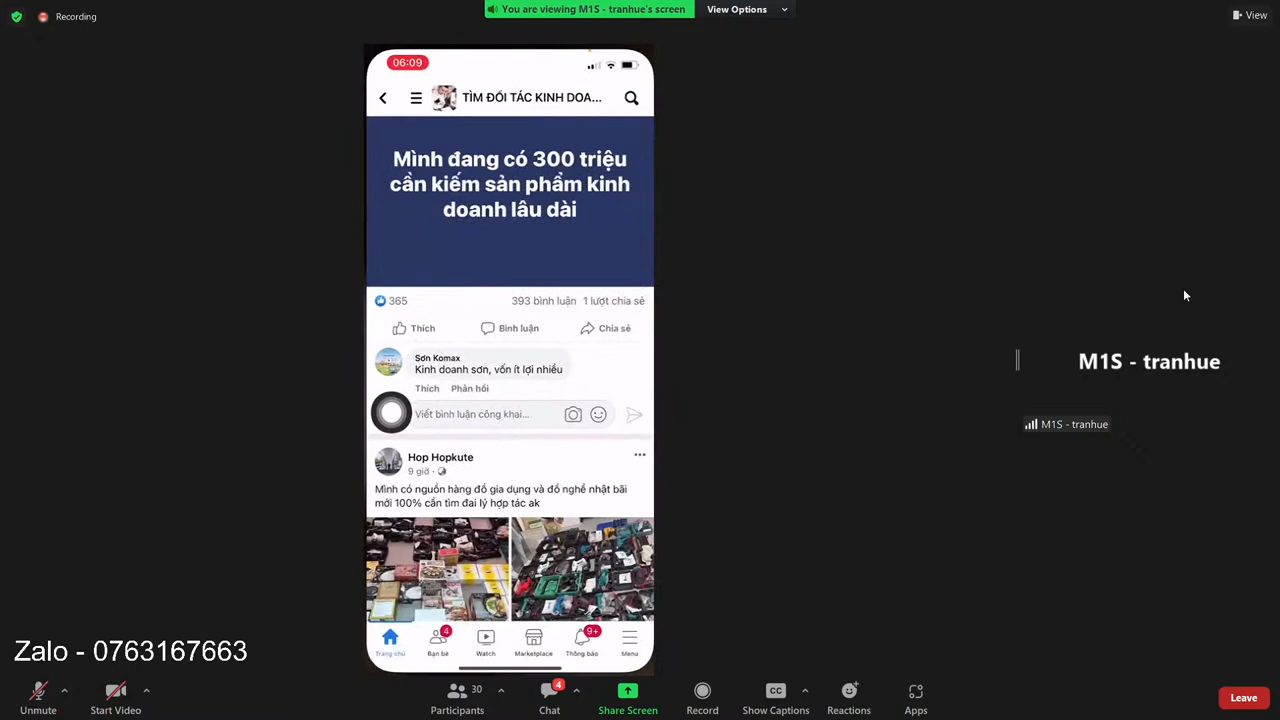 Recording
You are viewing M1S - tranhue's screen
View Options
View
06:09
TÌM ĐỐI TÁC KINH DOA...
Mình đang có 300 triệu
cần kiếm sản phẩm kinh
doanh lâu dài
365
393 bình luận 1 lượt chia sẻ
Thích
Bình luận
Chia sẻ
Sơn Komax
Kinh doanh sơn, vốn ít lợi nhiều
Thích Phản hồi
Viết bình luận công khai...
M1S - tranhue
M1S - tranhue
Hop Hopkute
9 giờ
Mình có nguồn hàng đồ gia dụng và đồ nghề nhật bãi
mới 100% cần tìm đai lý hợp tác ak
4
9+
Trang chủ
Bạn bè
Watch
Marketplace
Thông báo
Menu
Zalo - 0763167663
Unmute
Start Video
30
Participants
4
Chat
Share Screen
Record
CC
Show Captions
Reactions
Apps
Leave